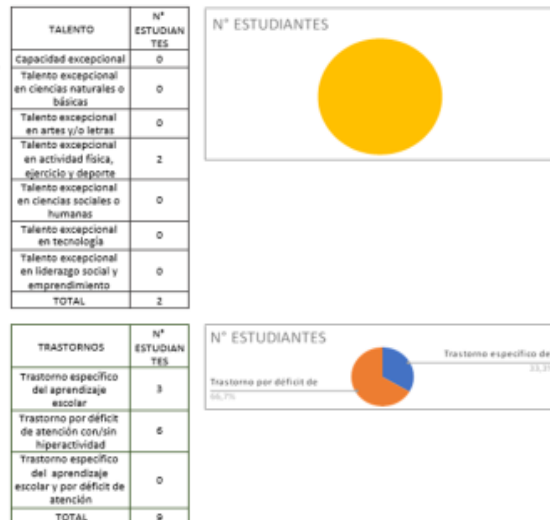 TALENTO
N°
ESTUDIAN
TES
Capacidad excepcional
0
Talento excepcional
en ciencias naturales o
básicas
0
Talento excepcional
en artes y/o letras
0
Talento excepcional
en actividad física,
ejercicio y deporte
2
Talento excepcional
en ciencias sociales o
humanas
0
Talento excepcional
en tecnología
0
Talento excepcional
en liderazgo social y
emprendimiento
0
TOTAL
2
N° ESTUDIANTES
TRASTORNOS
N°
ESTUDIAN
TES
Trastorno específico
del aprendizaje
escolar
3
Trastorno por déficit
de atención con/sin
hiperactividad
6
Trastorno específico
del aprendizaje
escolar y por déficit de
atención
0
TOTAL
9
N° ESTUDIANTES
Trastorno específico de
33,3%
Trastorno por déficit de
66,7%